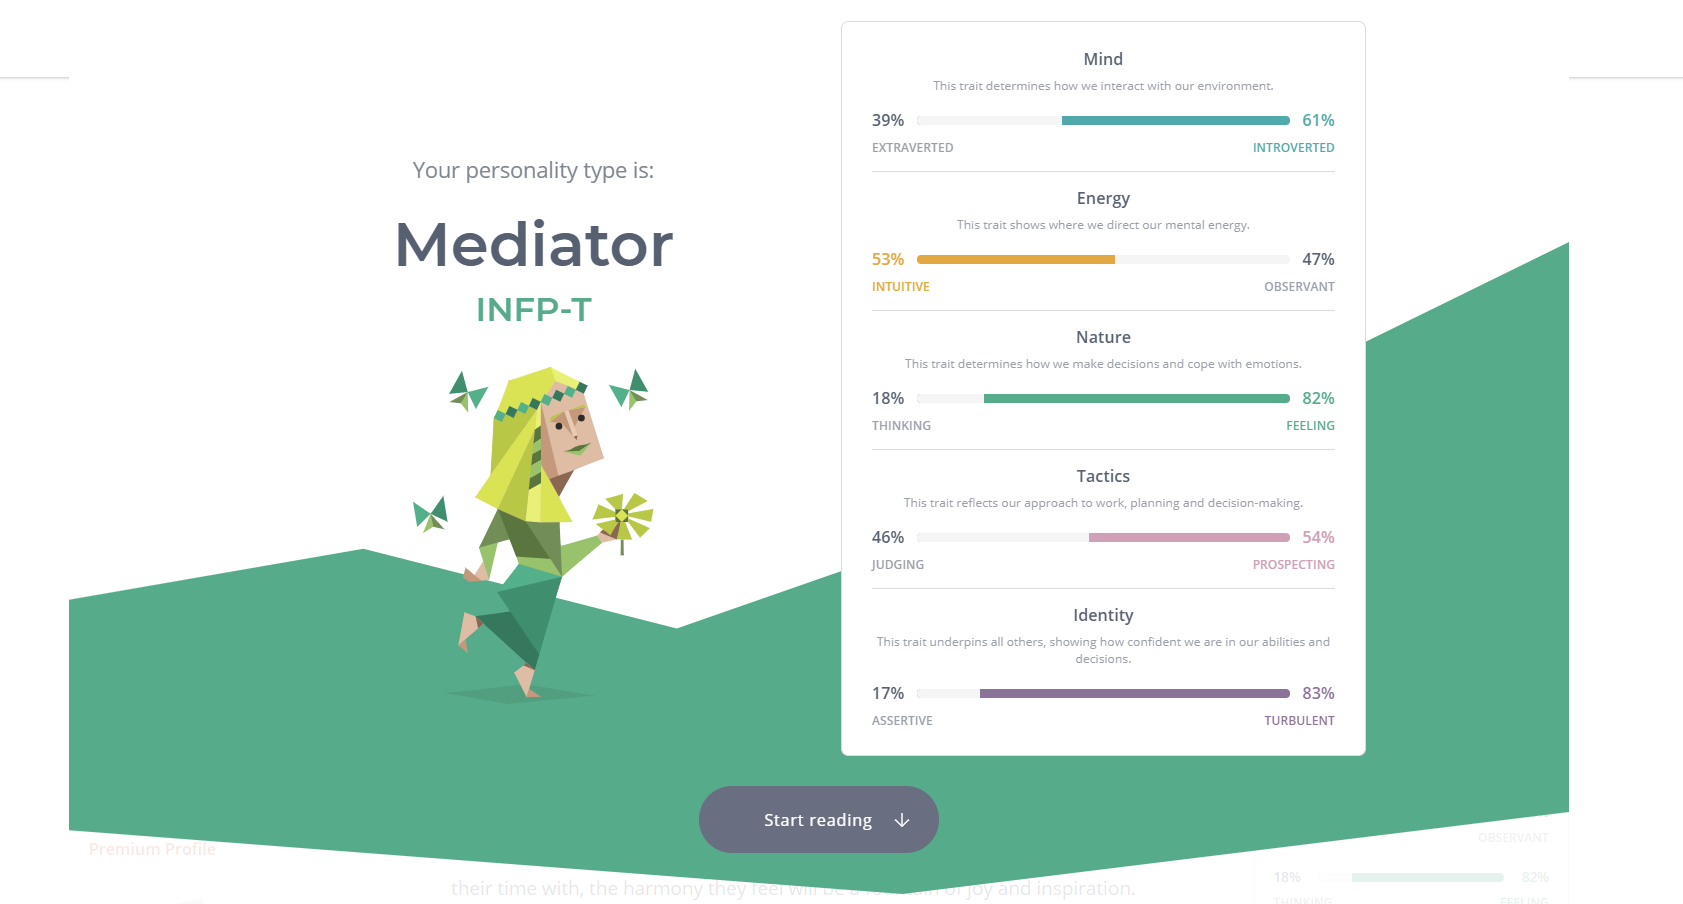 Your personality type is:
Mediator
INFP-T
Mind
This trait determines how we interact with our environment.
39% 61%
EXTRAVERTED INTROVERTED
Energy
This trait shows where we direct our mental energy.
53% 47%
INTUITIVE OBSERVANT
Nature
This trait determines how we make decisions and cope with emotions.
18% 82%
THINKING FEELING
Tactics
This trait reflects our approach to work, planning and decision-making.
46% 54%
JUDGING PROSPECTING
Identity
This trait underpins all others, showing how confident we are in our abilities and
decisions.
17% 83%
ASSERTIVE TURBULENT
Start reading
Premium Profile
their time with, the harmony they feel will be a of joy and inspiration.
OBSERVANT
18% 82%
THINKING FEELING